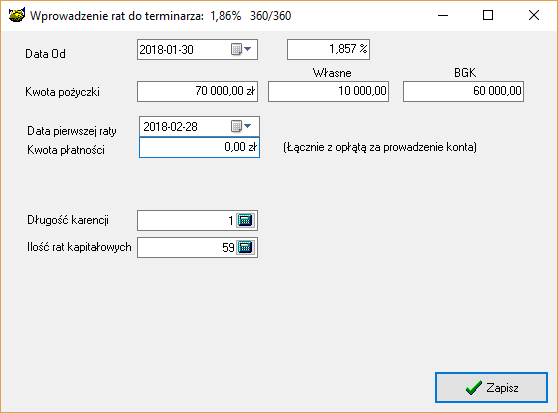 Wprowadzenie rat do terminarza: 1,86% 360/360
Data Od 2018-01-30 1,857 %
Własne BGK
Kwota pożyczki 70 000,00 zł 10 000,00 60 000,00
Data pierwszej raty 2018-02-28
Kwota płatności 0,00 zł (Łącznie z opłątą za prowadzenie konta)
Długość karencji 1
Ilość rat kapitałowych 59
Zapisz